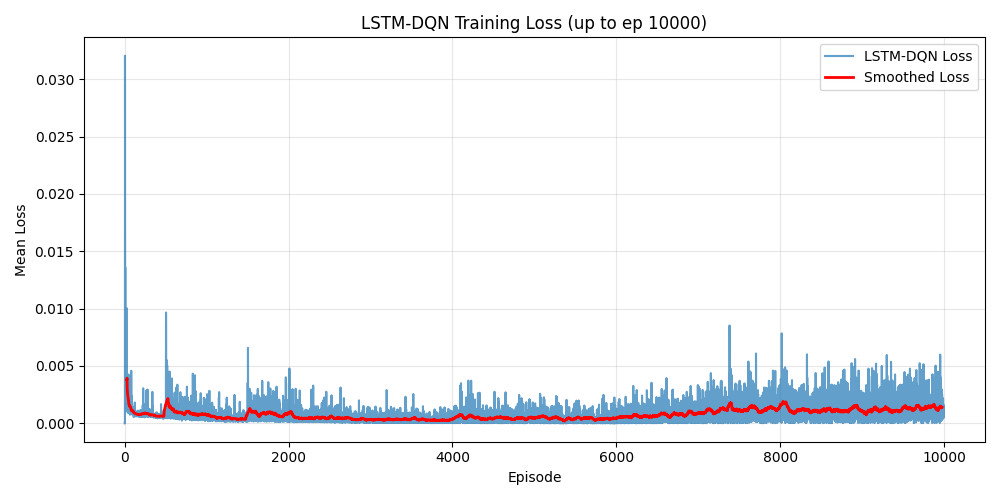 LSTM-DQN Training Loss (up to ep 10000)
LSTM-DQN Loss
Smoothed Loss
Mean Loss
0.030
0.025
0.020
0.015
0.010
0.005
0.000
0 2000 4000 6000 8000 10000
Episode